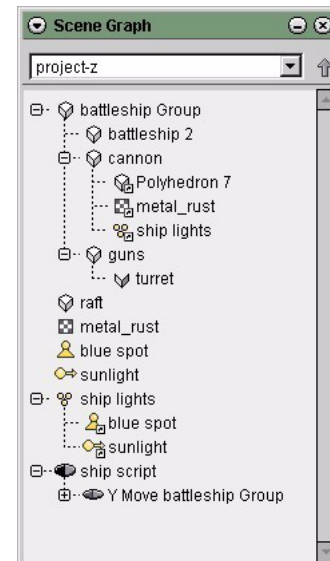 Scene Graph
project-z
battleship Group
battleship 2
cannon
Polyhedron 7
metal_rust
ship lights
guns
turret
raft
metal_rust
blue spot
sunlight
ship lights
blue spot
sunlight
ship script
Y Move battleship Group